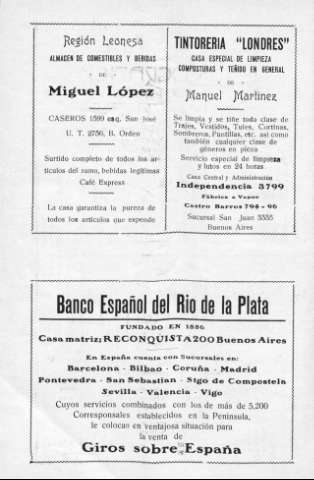 Región Leonesa
ALMACEN DE COMESTIBLES Y BEBIDAS
DE
Miguel López
CASEROS 1599 esq. San José
U. T. 2750, B. Orden
Surtido completo de todos los ar-
tículos del ramo, bebidas legítimas
Café Express
La casa garantiza la pureza de
todos los artículos que expende
TINTORERIA "LONDRES"
CASA ESPECIAL DE LIMPIEZA
COMPOSTURAS Y TEÑIDO EN GENERAL
DE
Manuel Martinez
Se limpia y se tiñe toda clase de
Trajes, Vestidos, Tules, Cortinas,
Sombreros, Puntillas, etc. así como
también cualquier clase de
géneros en pieza
Servicio especial de limpieza
y lutos en 24 horas
Casa Central y Administración
Independencia 3799
Fábrica a Vapor
Castro Barros 798 - 96
Sucursal San Juan 3335
Buenos Aires
Banco Español del Rio de la Plata
FUNDADO EN 1886
Casa matriz; RECONQUISTA 200 Buenos Aires
En España cuenta con Sucursales en:
Barcelona - Bilbao - Coruña - Madrid
Pontevedra - San Sebastian - Stgo de Compostela
Sevilla - Valencia - Vigo
Cuyos servicios combinados con los de más de 5,200
Corresponsales establecidos en la Península,
le colocan en ventajosa situación para
la venta de
Giros sobre España